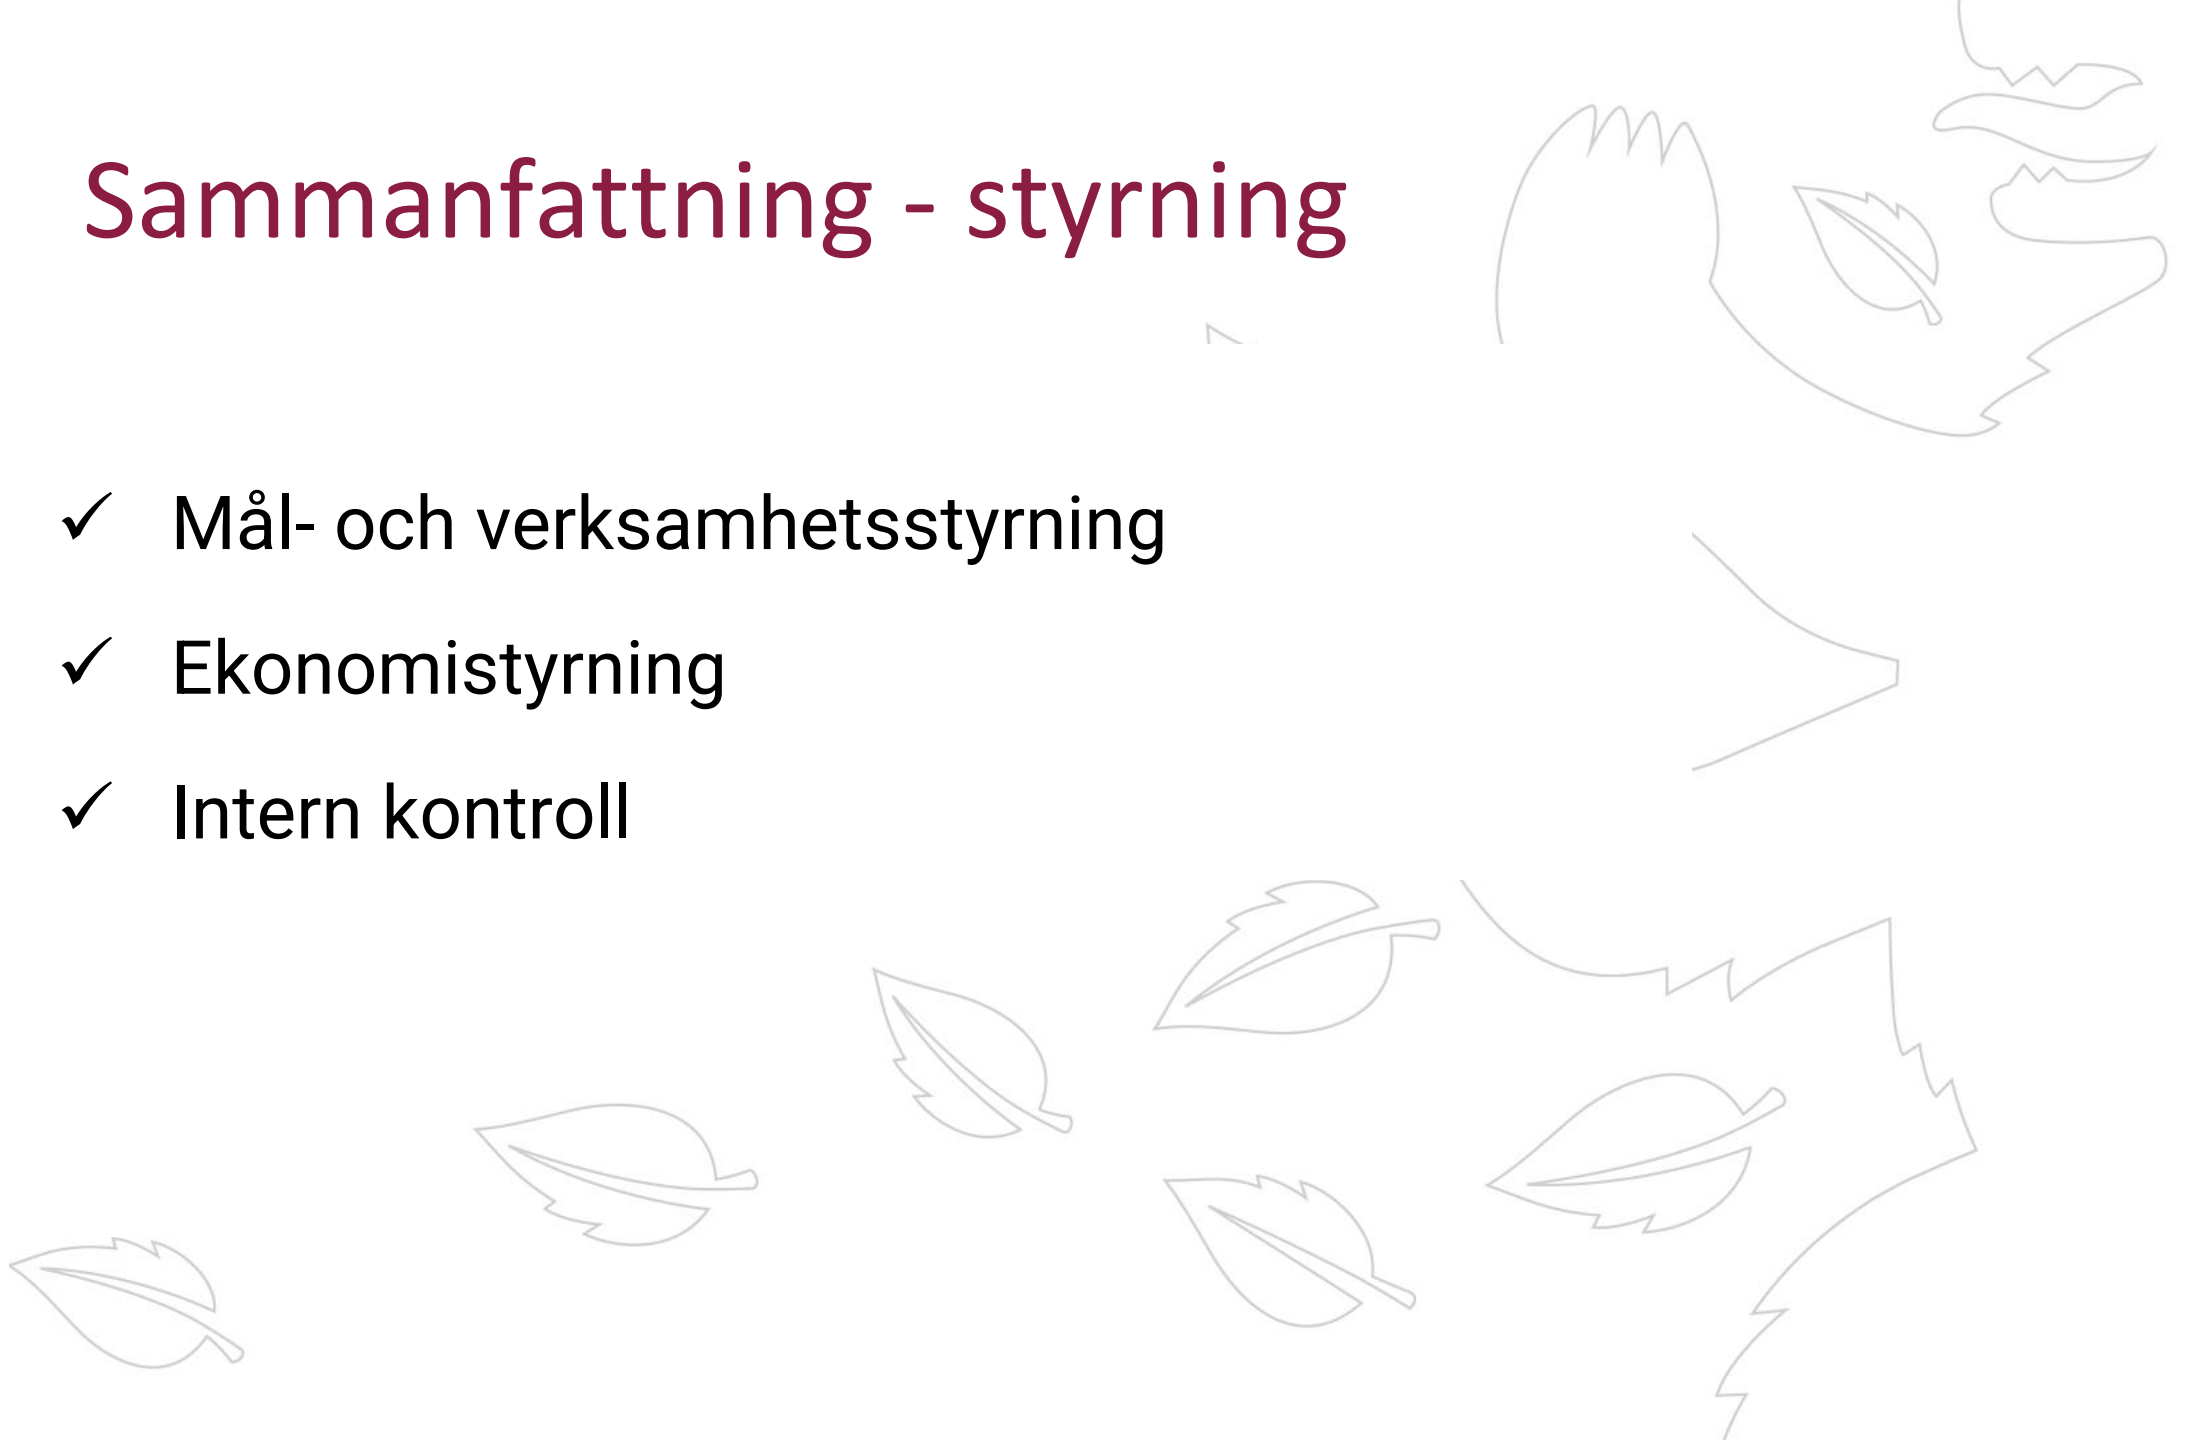 Sammanfattning - styrning
✓ Mål- och verksamhetsstyrning
✓ Ekonomistyrning
✓ Intern kontroll